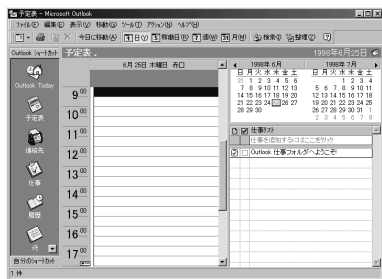 予定表 - Microsoft Outlook
ファイル(F) 編集(E) 表示(V) 移動(G) ツール(T) アクション(A) ヘルプ(H)
今日に移動(A) 1 日(Y) 5 稼働日(R) 7 週(W) 31 月(M) 検索(I) 整理(Z)
Outlook ショートカット 予定表 . 1998年6月25日
Outlook Today
予定表
連絡先
仕事
履歴
メモ
自分のショートカット
6月 25日 木曜日 赤口
9 00
10 00
11 00
12 00
13 00
14 00
15 00
16 00
17 00
1998年 6月 1998年 7月
日 月 火 水 木 金 土 日 月 火 水 木 金 土
31 1 2 3 4 5 6 1 2 3 4
7 8 9 10 11 12 13 5 6 7 8 9 10 11
14 15 16 17 18 19 20 12 13 14 15 16 17 18
21 22 23 24 25 26 27 19 20 21 22 23 24 25
28 29 30 26 27 28 29 30 31 1
2 3 4 5 6 7 8
仕事リスト
仕事を追加するにはここをクリック
Outlook 仕事フォルダへようこそ!
1 件